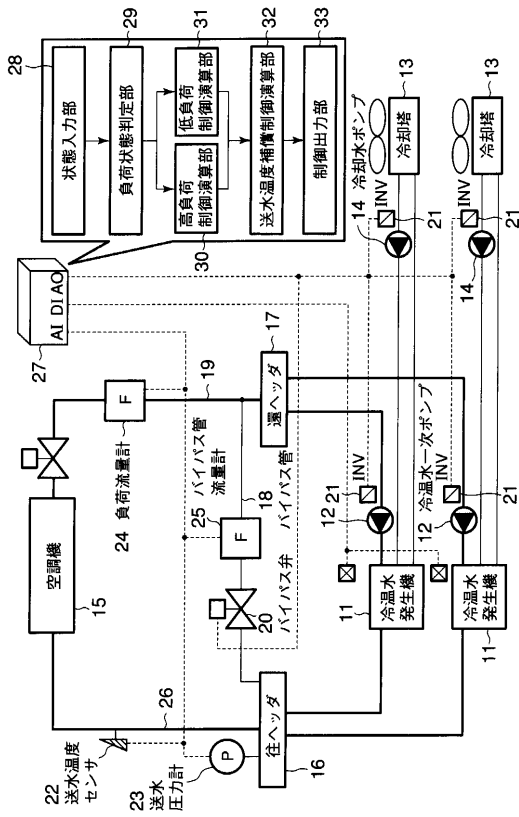 28
29
31
32
33
状態入力部
負荷状態判定部
高負荷
制御演算部
低負荷
制御演算部
送水温度補償制御演算部
制御出力部
30
27
AI DI AO
空調機
15
F
24 負荷流量計
19
還ヘッダ
17
バイパス管
流量計
25
F
18
バイパス管
20
バイパス弁
26
22
送水温度
センサ
23
送水
圧力計
P
往ヘッダ
16
冷温水
発生機
11
冷温水
発生機
11
12
21
INV
冷温水一次ポンプ
12
INV
21
14
冷却水ポンプ
INV
21
冷却塔
13
14
INV
21
冷却塔
13